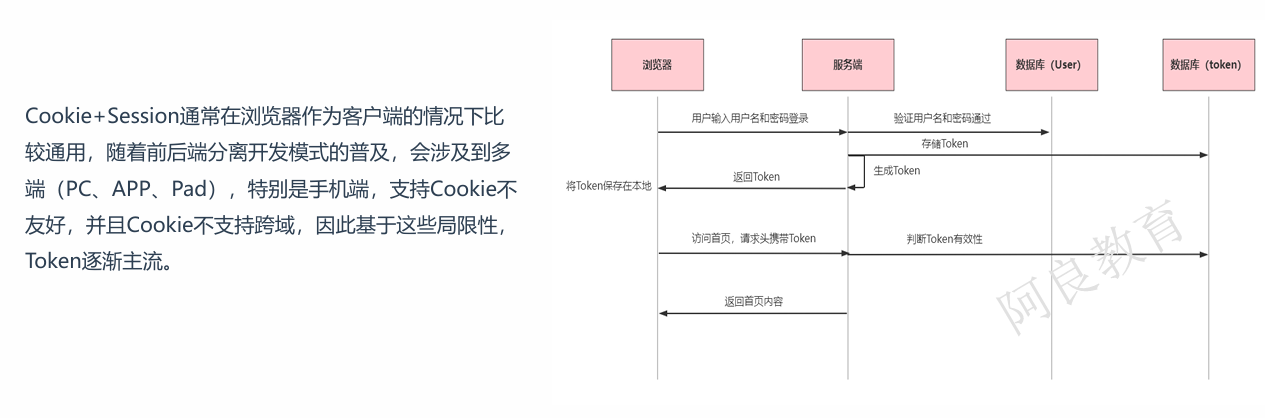 Cookie+Session通常在浏览器作为客户端的情况下比
较通用，随着前后端分离开发模式的普及，会涉及到多
端（PC、APP、Pad），特别是手机端，支持Cookie不
友好，并且Cookie不支持跨域，因此基于这些局限性，
Token逐渐主流。
浏览器
服务端
数据库（User）
数据库（token）
用户输入用户名和密码登录
验证用户名和密码通过
存储Token
生成Token
返回Token
将Token保存在本地
访问首页，请求头携带Token
判断Token有效性
返回首页内容
阿良教育